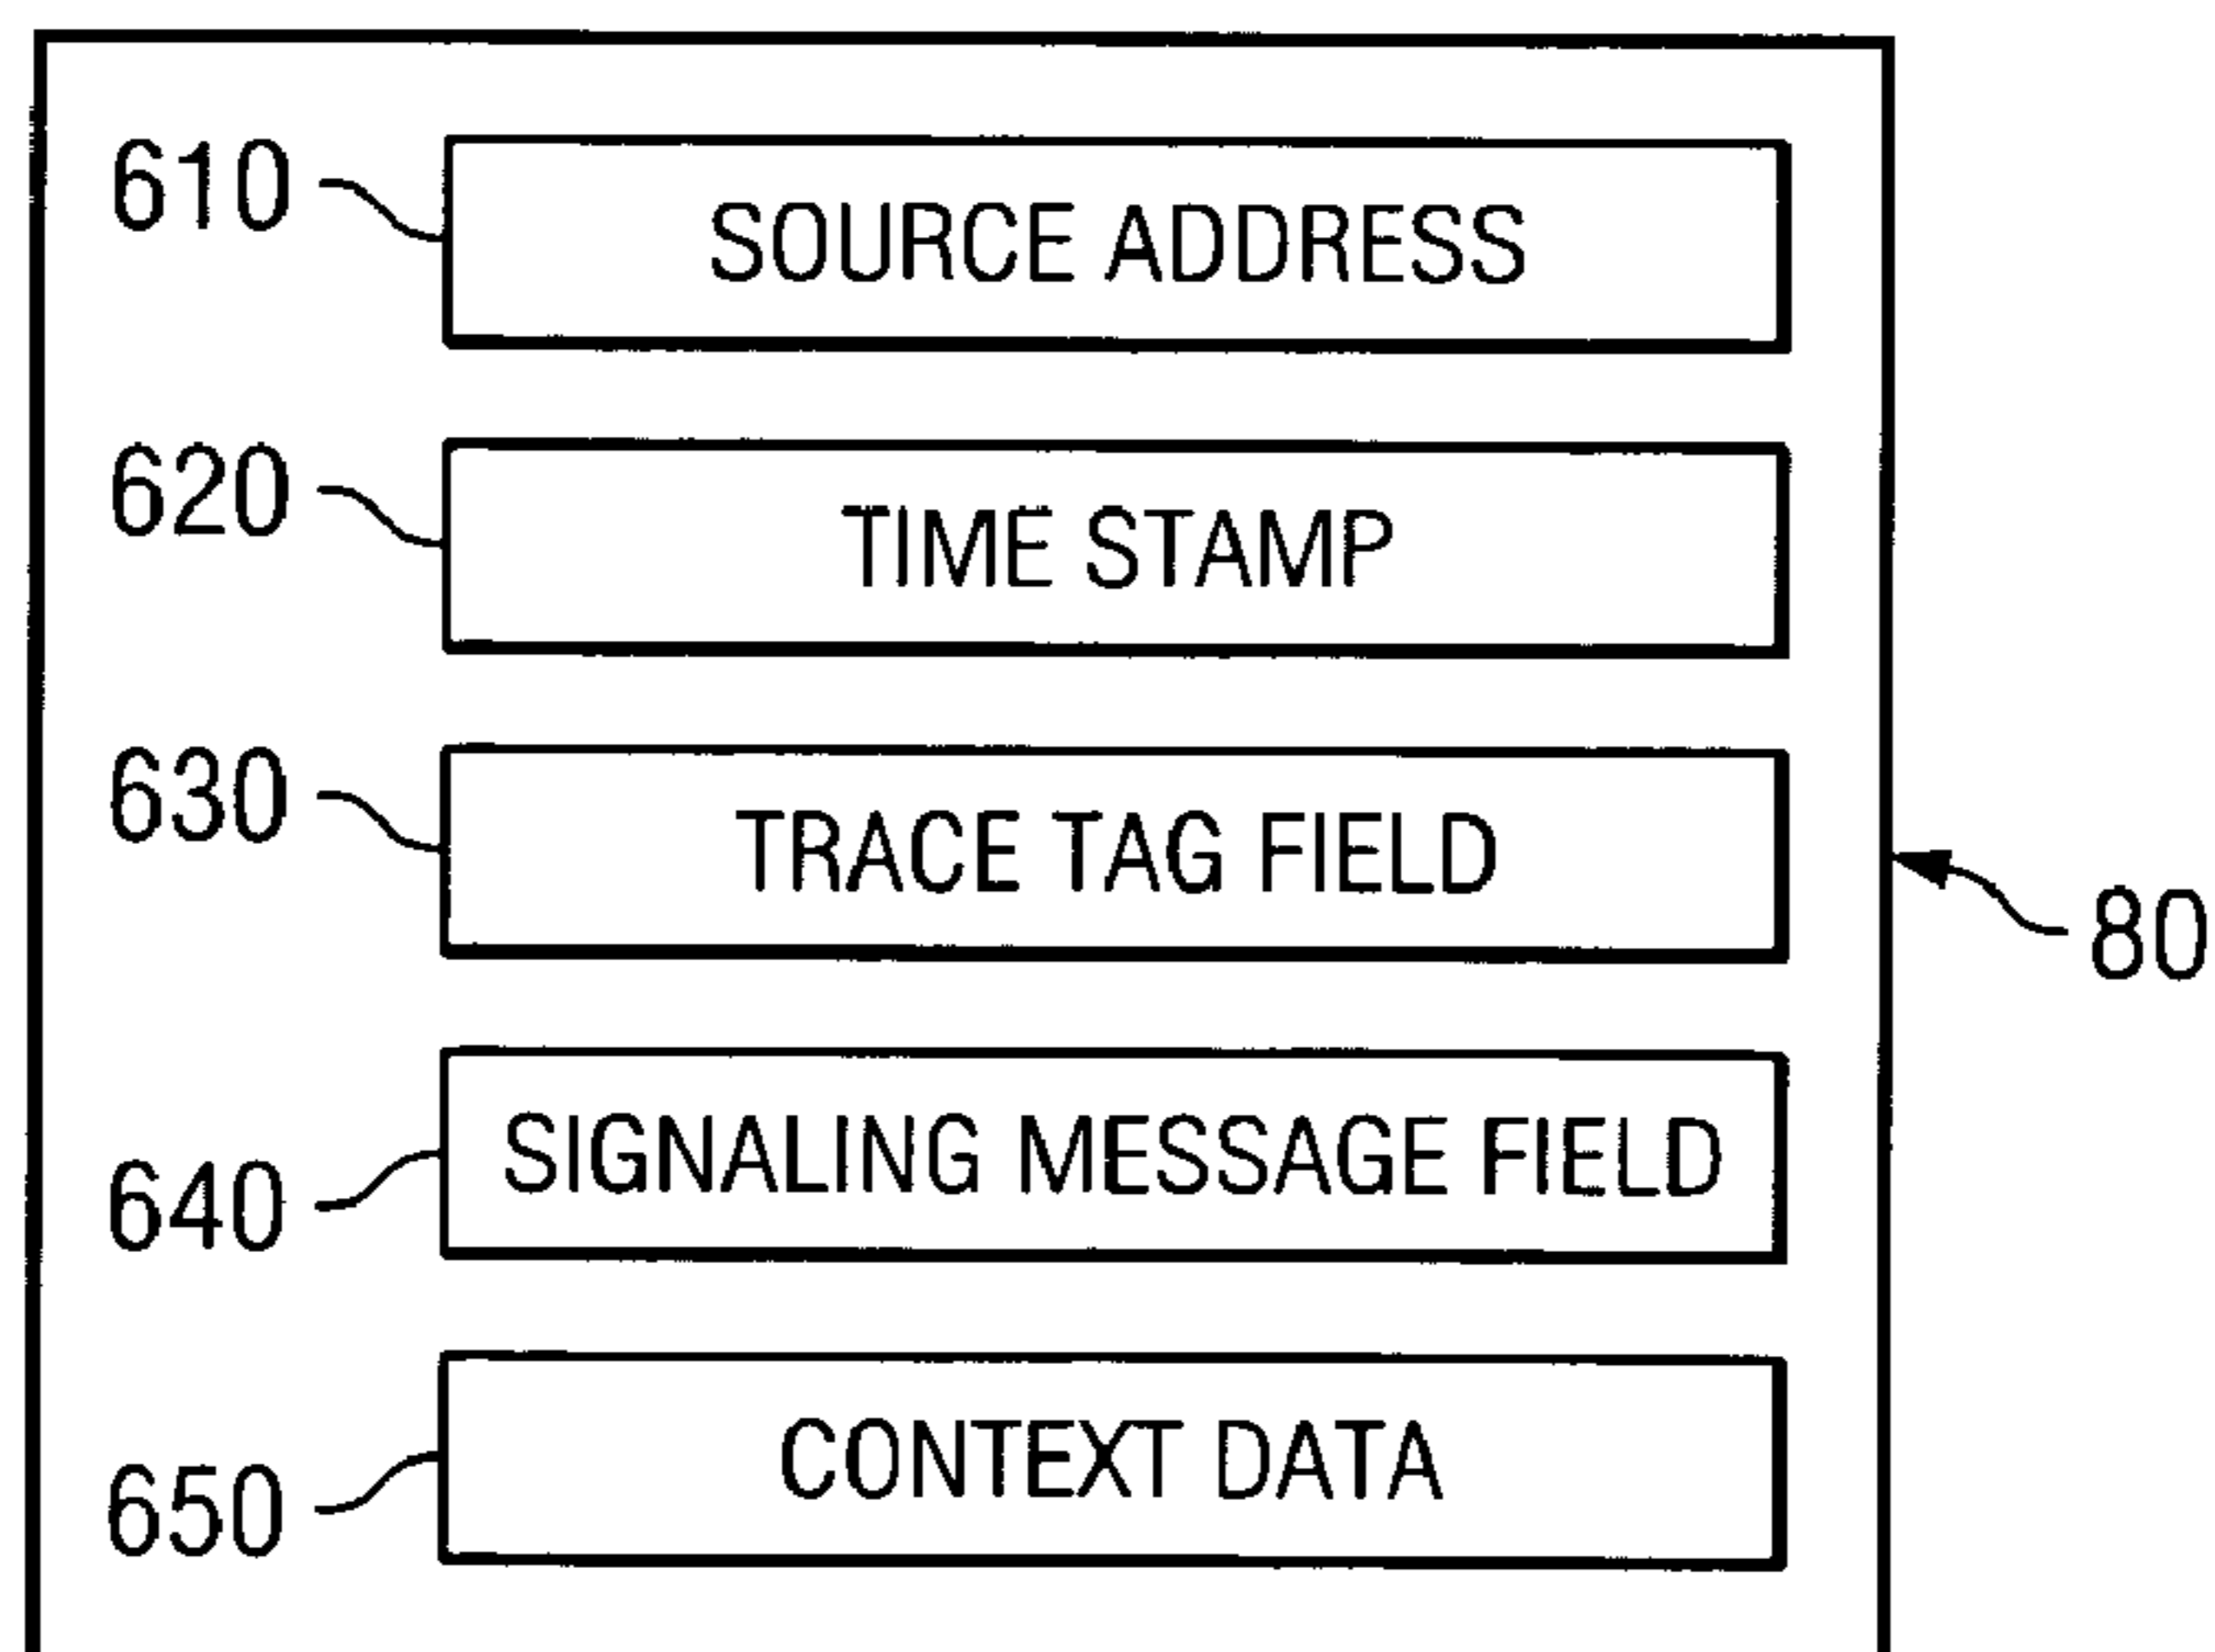 610 SOURCE ADDRESS
620 TIME STAMP
630 TRACE TAG FIELD
80
640 SIGNALING MESSAGE FIELD
650 CONTEXT DATA